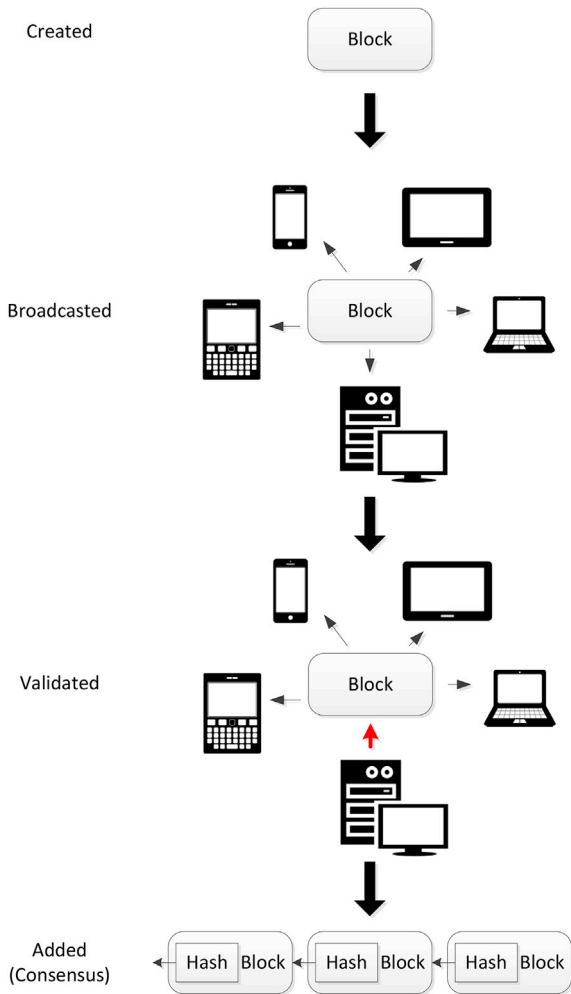 Created
Block
Broadcasted
Block
Validated
Block
Added
(Consensus)
Hash Block Hash Block Hash Block